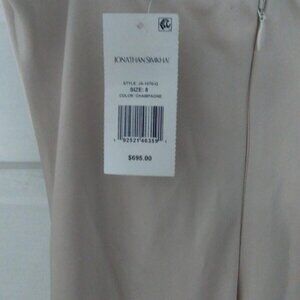 JONATHAN SIMKHAI
STYLE:
SIZE: 8
COLOR: CHAMPAGNE
$695.00